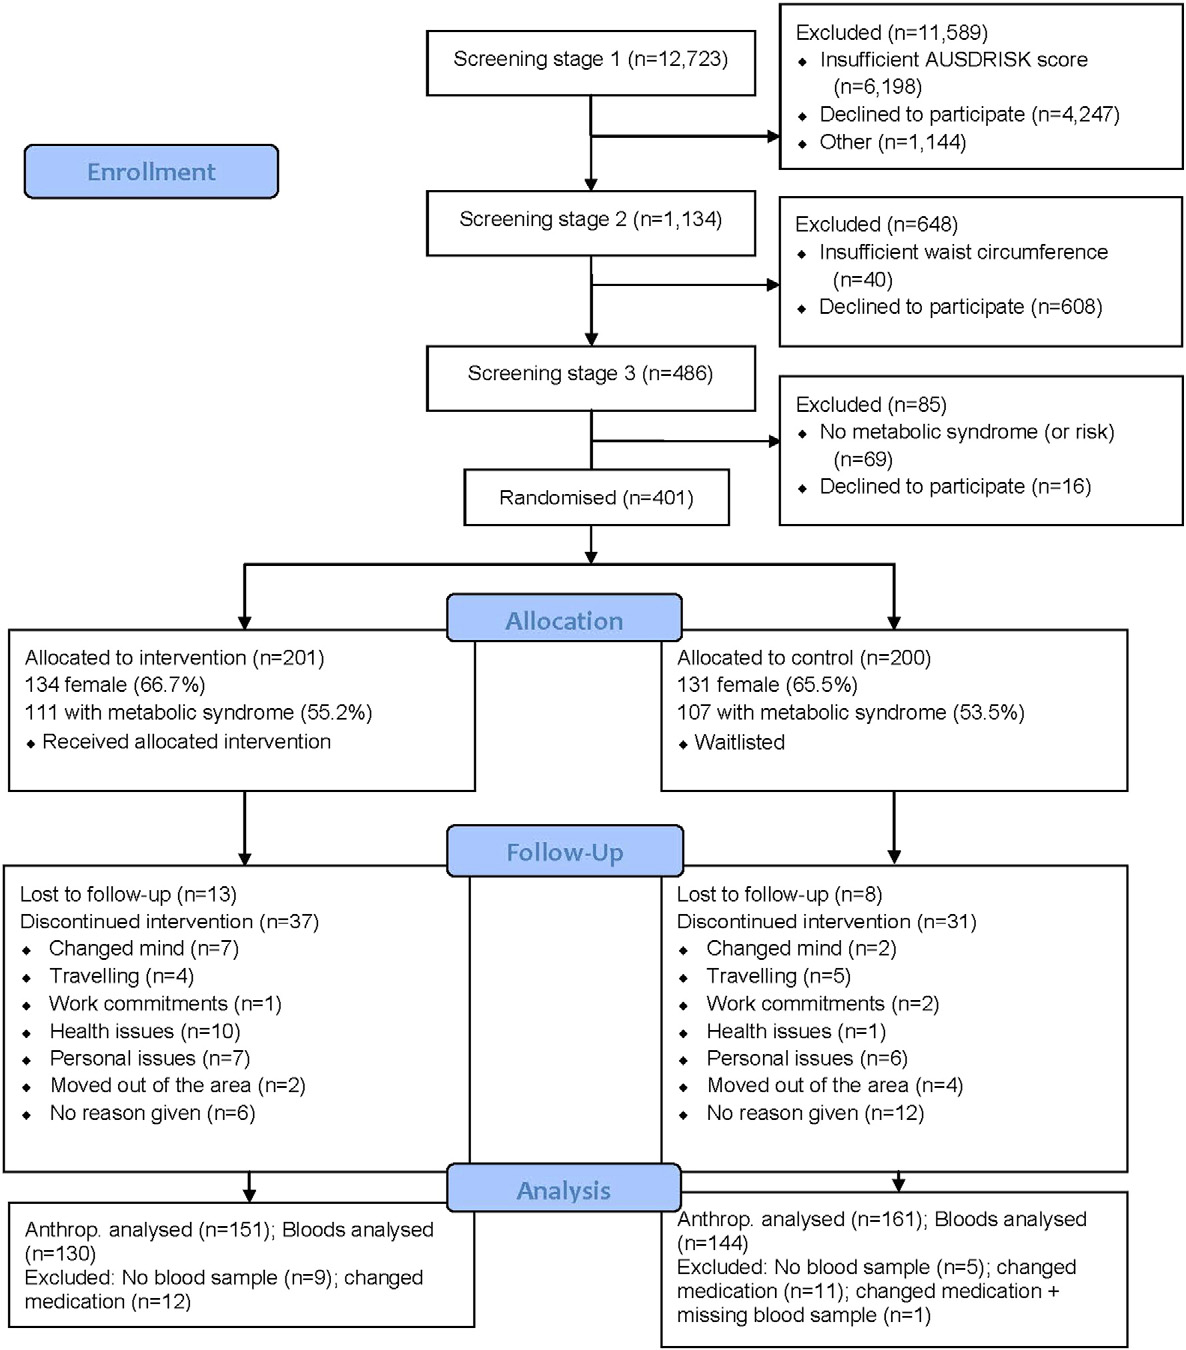 Screening stage 1 (n=12,723)
Excluded (n=11,589)
⬥ Insufficient AUSDRISK score
(n=6,198)
⬥ Declined to participate (n=4,247)
⬥ Other (n=1,144)
Enrollment
Screening stage 2 (n=1,134)
Excluded (n=648)
⬥ Insufficient waist circumference
(n=40)
⬥ Declined to participate (n=608)
Screening stage 3 (n=486)
Excluded (n=85)
⬥ No metabolic syndrome (or risk)
(n=69)
⬥ Declined to participate (n=16)
Randomised (n=401)
Allocation
Allocated to intervention (n=201)
134 female (66.7%)
111 with metabolic syndrome (55.2%)
⬥ Received allocated intervention
Allocated to control (n=200)
131 female (65.5%)
107 with metabolic syndrome (53.5%)
⬥ Waitlisted
Follow-Up
Lost to follow-up (n=13)
Discontinued intervention (n=37)
⬥ Changed mind (n=7)
⬥ Travelling (n=4)
⬥ Work commitments (n=1)
⬥ Health issues (n=10)
⬥ Personal issues (n=7)
⬥ Moved out of the area (n=2)
⬥ No reason given (n=6)
Lost to follow-up (n=8)
Discontinued intervention (n=31)
⬥ Changed mind (n=2)
⬥ Travelling (n=5)
⬥ Work commitments (n=2)
⬥ Health issues (n=1)
⬥ Personal issues (n=6)
⬥ Moved out of the area (n=4)
⬥ No reason given (n=12)
Analysis
Anthrop. analysed (n=151); Bloods analysed
(n=130)
Excluded: No blood sample (n=9); changed
medication (n=12)
Anthrop. analysed (n=161); Bloods analysed
(n=144)
Excluded: No blood sample (n=5); changed
medication (n=11); changed medication +
missing blood sample (n=1)